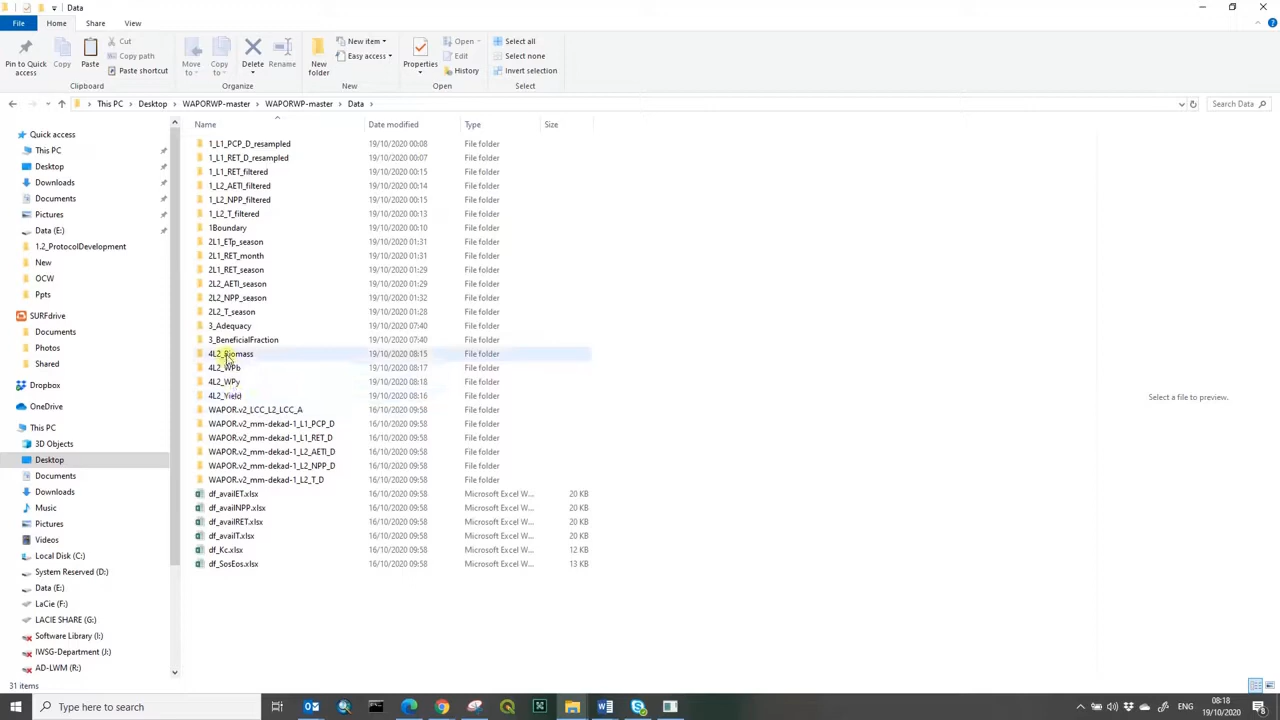 Data
File
Home
Share
View
Pin to Quick access
Copy
Paste
Cut
Copy path
Paste shortcut
Clipboard
Move to
Copy to
Delete
Rename
Organize
New folder
New item
Easy access
New
Properties
Open
Edit
History
Open
Select all
Select none
Invert selection
Select
This PC > Desktop > WAPORWP-master > WAPORWP-master > Data >
Search Data
Name Date modified Type Size
Quick access
This PC
Desktop
Downloads
Documents
Pictures
Data (E:)
1.2_ProtocolDevelopment
New
OCW
Ppts
SURFdrive
Documents
Photos
Shared
Dropbox
OneDrive
This PC
3D Objects
Desktop
Documents
Downloads
Music
Pictures
Videos
Local Disk (C:)
System Reserved (D:)
Data (E:)
LaCie (F:)
LACIE SHARE (G:)
Software Library (I:)
IWSG-Department (J:)
AD-LWM (R:)
1_L1_PCP_D_resampled 19/10/2020 00:08 File folder
1_L1_RET_D_resampled 19/10/2020 00:07 File folder
1_L1_RET_filtered 19/10/2020 00:15 File folder
1_L2_AETI_filtered 19/10/2020 00:14 File folder
1_L2_NPP_filtered 19/10/2020 00:15 File folder
1_L2_T_filtered 19/10/2020 00:13 File folder
1Boundary 19/10/2020 00:10 File folder
2L1_ETp_season 19/10/2020 01:31 File folder
2L1_RET_month 19/10/2020 01:31 File folder
2L1_RET_season 19/10/2020 01:29 File folder
2L2_AETI_season 19/10/2020 01:29 File folder
2L2_NPP_season 19/10/2020 01:32 File folder
2L2_T_season 19/10/2020 01:28 File folder
3_Adequacy 19/10/2020 07:40 File folder
3_BeneficialFraction 19/10/2020 07:40 File folder
4L2_Biomass 19/10/2020 08:15 File folder
4L2_WPb 19/10/2020 08:17 File folder
4L2_WPy 19/10/2020 08:18 File folder
4L2_Yield 19/10/2020 08:16 File folder
WAPOR.v2_LCC_L2_LCC_A 16/10/2020 09:58 File folder
WAPOR.v2_mm-dekad-1_L1_PCP_D 16/10/2020 09:58 File folder
WAPOR.v2_mm-dekad-1_L1_RET_D 16/10/2020 09:58 File folder
WAPOR.v2_mm-dekad-1_L2_AETI_D 16/10/2020 09:58 File folder
WAPOR.v2_mm-dekad-1_L2_NPP_D 16/10/2020 09:58 File folder
WAPOR.v2_mm-dekad-1_L2_T_D 16/10/2020 09:58 File folder
df_availET.xlsx 16/10/2020 09:58 Microsoft Excel W... 20 KB
df_availNPP.xlsx 16/10/2020 09:58 Microsoft Excel W... 20 KB
df_availRET.xlsx 16/10/2020 09:58 Microsoft Excel W... 20 KB
df_availT.xlsx 16/10/2020 09:58 Microsoft Excel W... 20 KB
df_Kc.xlsx 16/10/2020 09:58 Microsoft Excel W... 12 KB
df_SosEos.xlsx 16/10/2020 09:58 Microsoft Excel W... 13 KB
Select a file to preview.
31 items
Type here to search
ENG
08:18
19/10/2020
8